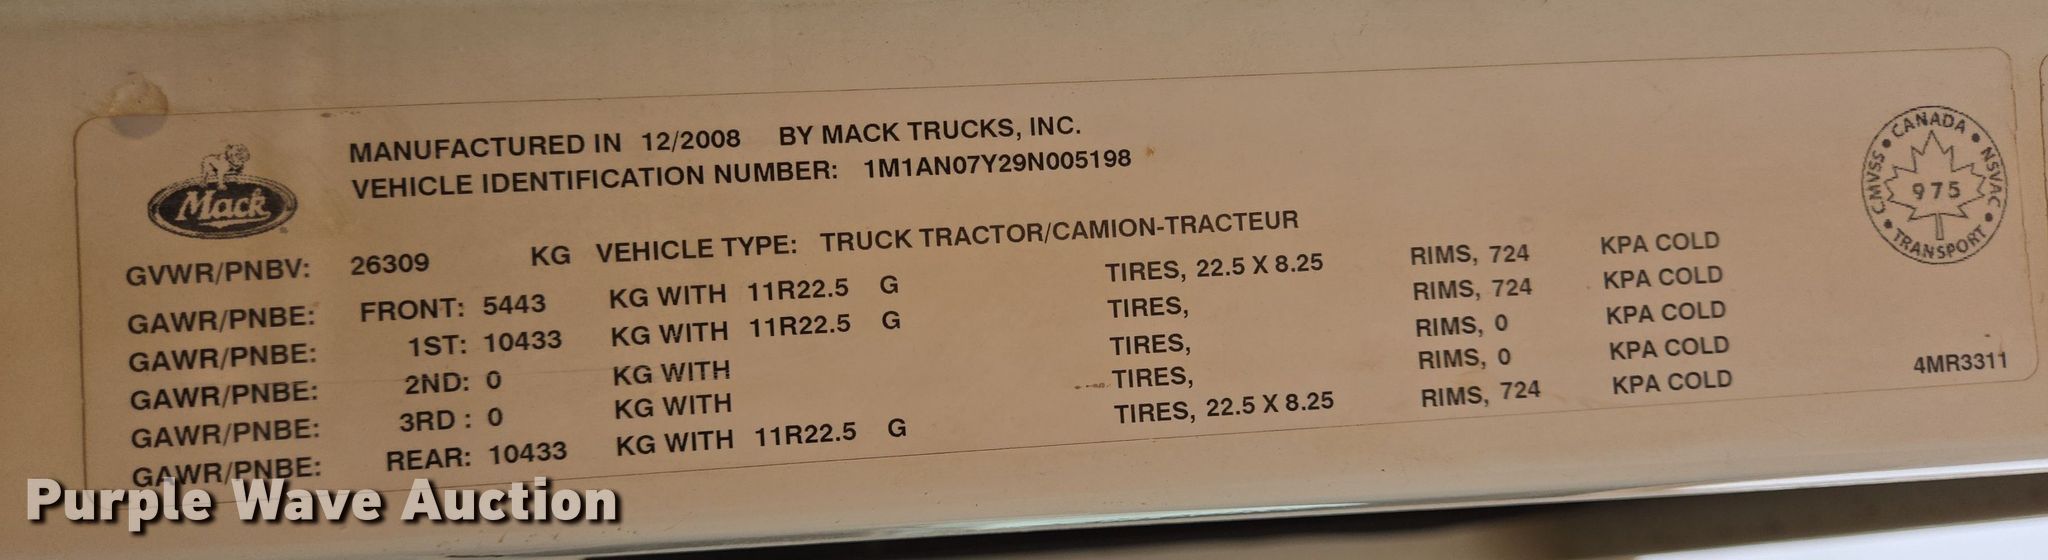 MANUFACTURED IN 12/2008 BY MACK TRUCKS, INC.
VEHICLE IDENTIFICATION NUMBER: 1M1AN07Y29N005198
Mack
CANADA
NSVAC
TRANSPORT
CMVSS
975
GVWR/PNBV: 26309 KG VEHICLE TYPE: TRUCK TRACTOR/CAMION-TRACTEUR
GAWR/PNBE: FRONT: 5443 KG WITH 11R22.5 G TIRES, 22.5 X 8.25 RIMS, 724 KPA COLD
GAWR/PNBE: 1ST: 10433 KG WITH 11R22.5 G TIRES, RIMS, 724 KPA COLD
GAWR/PNBE: 2ND: 0 KG WITH TIRES, RIMS, 0 KPA COLD
GAWR/PNBE: 3RD : 0 KG WITH TIRES, RIMS, 0 KPA COLD
GAWR/PNBE: REAR: 10433 KG WITH 11R22.5 G TIRES, 22.5 X 8.25 RIMS, 724 KPA COLD
4MR3311
Purple Wave Auction